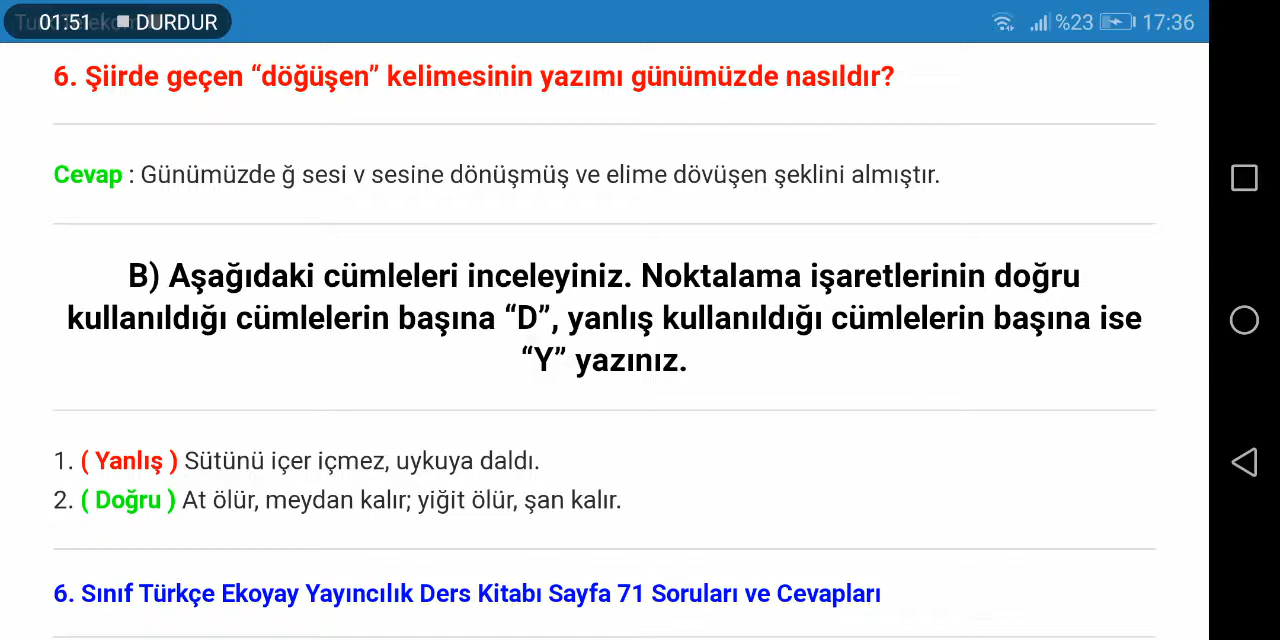 01:51 DURDUR %23 17:36
6. Şiirde geçen “döğüşen” kelimesinin yazımı günümüzde nasıldır?
Cevap : Günümüzde ğ sesi v sesine dönüşmüş ve elime dövüşen şeklini almıştır.
B) Aşağıdaki cümleleri inceleyiniz. Noktalama işaretlerinin doğru
kullanıldığı cümlelerin başına “D”, yanlış kullanıldığı cümlelerin başına ise
“Y” yazınız.
1. ( Yanlış ) Sütünü içer içmez, uykuya daldı.
2. ( Doğru ) At ölür, meydan kalır; yiğit ölür, şan kalır.
6. Sınıf Türkçe Ekoyay Yayıncılık Ders Kitabı Sayfa 71 Soruları ve Cevapları